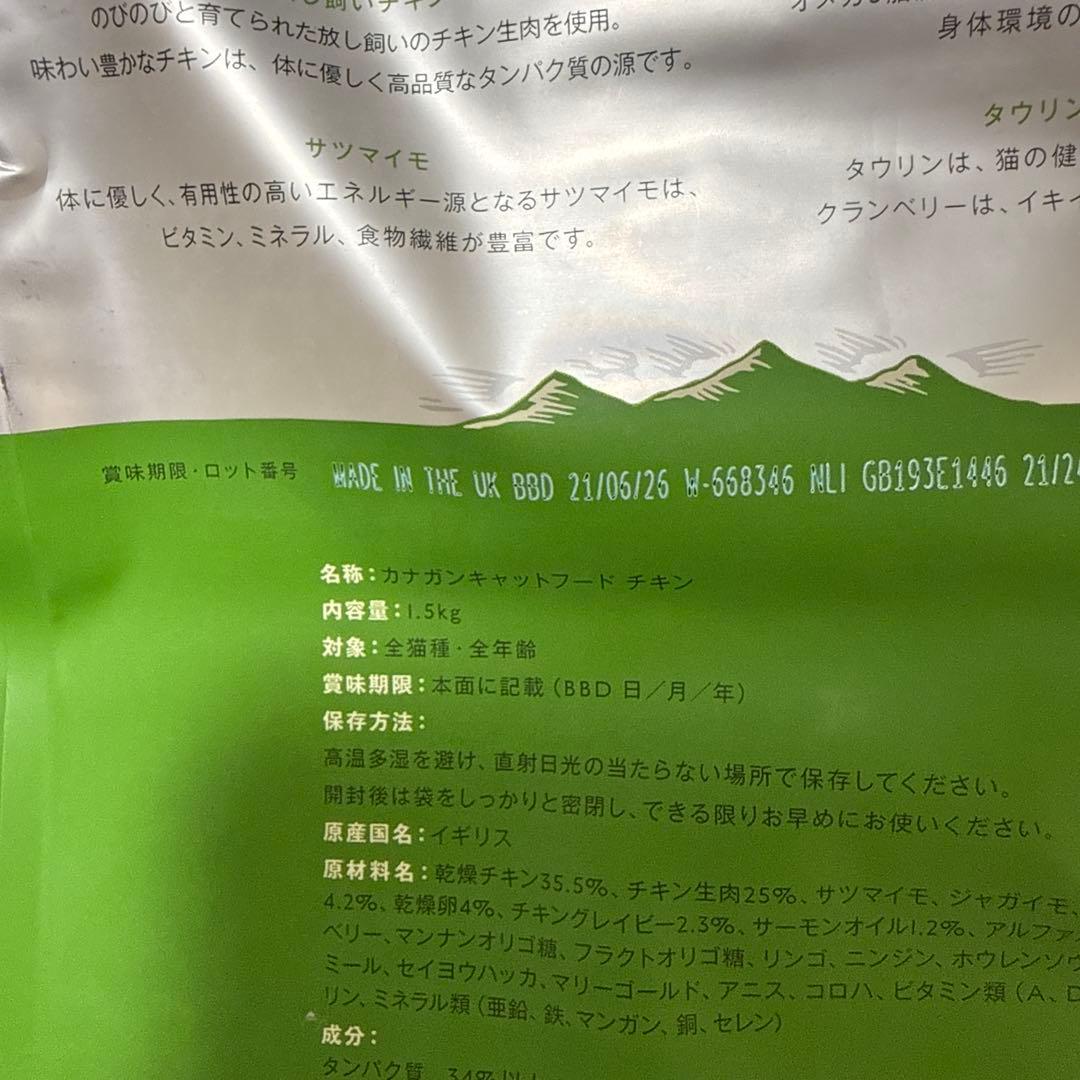 のびのびと育てられた放し飼いのチキン生肉を使用。
味わい豊かなチキンは、体に優しく高品質なタンパク質の源です。
身体環境の
サツマイモ
体に優しく、有用性の高いエネルギー源となるサツマイモは、
ビタミン、ミネラル、食物繊維が豊富です。
タウリン
タウリンは、猫の健
クランベリーは、イキイ
賞味期限・ロット番号 MADE IN THE UK BBD 21/06/26 W-668346 NLI GB193E1446 21/2
名称：カナガンキャットフード チキン
内容量：1.5kg
対象：全猫種・全年齢
賞味期限：本面に記載（BBD 日／月／年）
保存方法：
高温多湿を避け、直射日光の当たらない場所で保存してください。
開封後は袋をしっかりと密閉し、できる限りお早めにお使いください。
原産国名：イギリス
原材料名：乾燥チキン35.5%、チキン生肉25%、サツマイモ、ジャガイモ、
4.2%、乾燥卵4%、チキングレイビー2.3%、サーモンオイル1.2%、アルファ
ベリー、マンナンオリゴ糖、フラクトオリゴ糖、リンゴ、ニンジン、ホウレンソウ
ミール、セイヨウハッカ、マリーゴールド、アニス、コロハ、ビタミン類（A、D
リン、ミネラル類（亜鉛、鉄、マンガン、銅、セレン）
成分：
タンパク質 34%以上